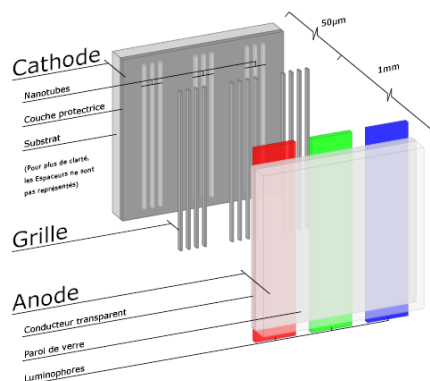 50µm
1mm
Cathode
Nanotubes
Couche protectrice
Substrat
(Pour plus de clarté,
les Espaceurs ne sont
pas représentés)
Grille
Anode
Conducteur transparent
Paroi de verre
Luminophores